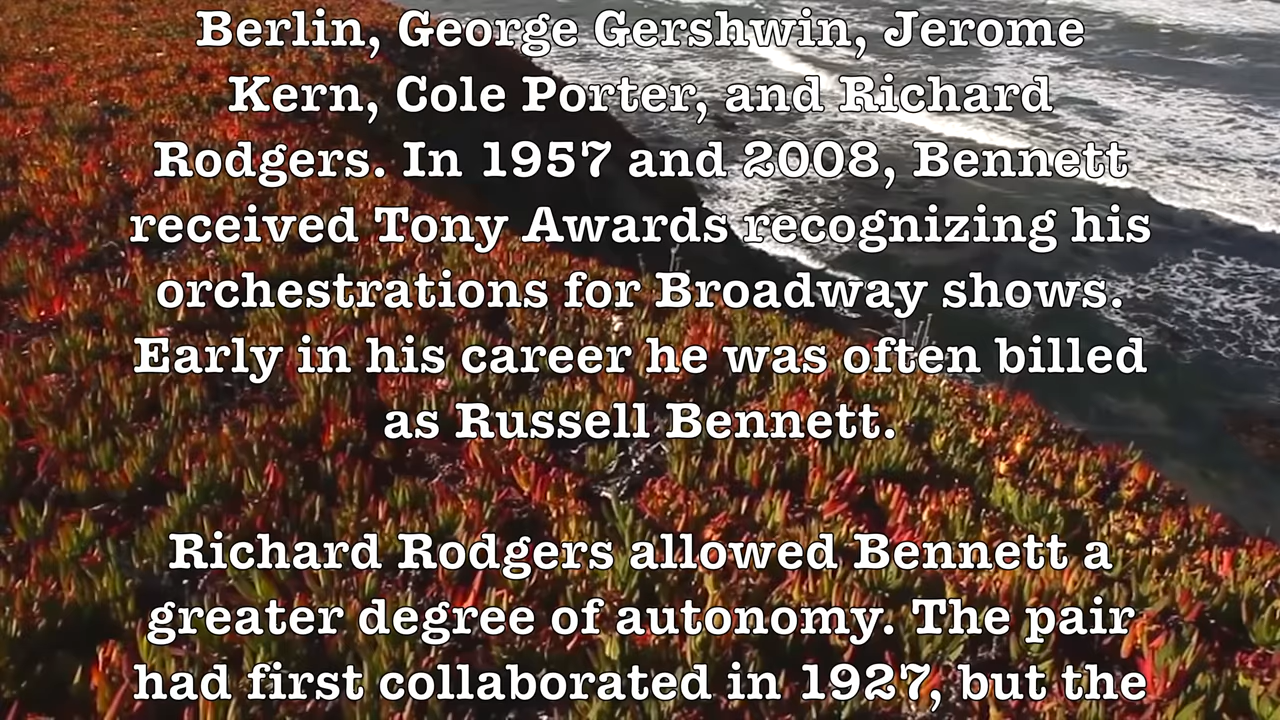 Berlin, George Gershwin, Jerome
Kern, Cole Porter, and Richard
Rodgers. In 1957 and 2008, Bennett
received Tony Awards recognizing his
orchestrations for Broadway shows.
Early in his career he was often billed
as Russell Bennett.
Richard Rodgers allowed Bennett a
greater degree of autonomy. The pair
had first collaborated in 1927, but the